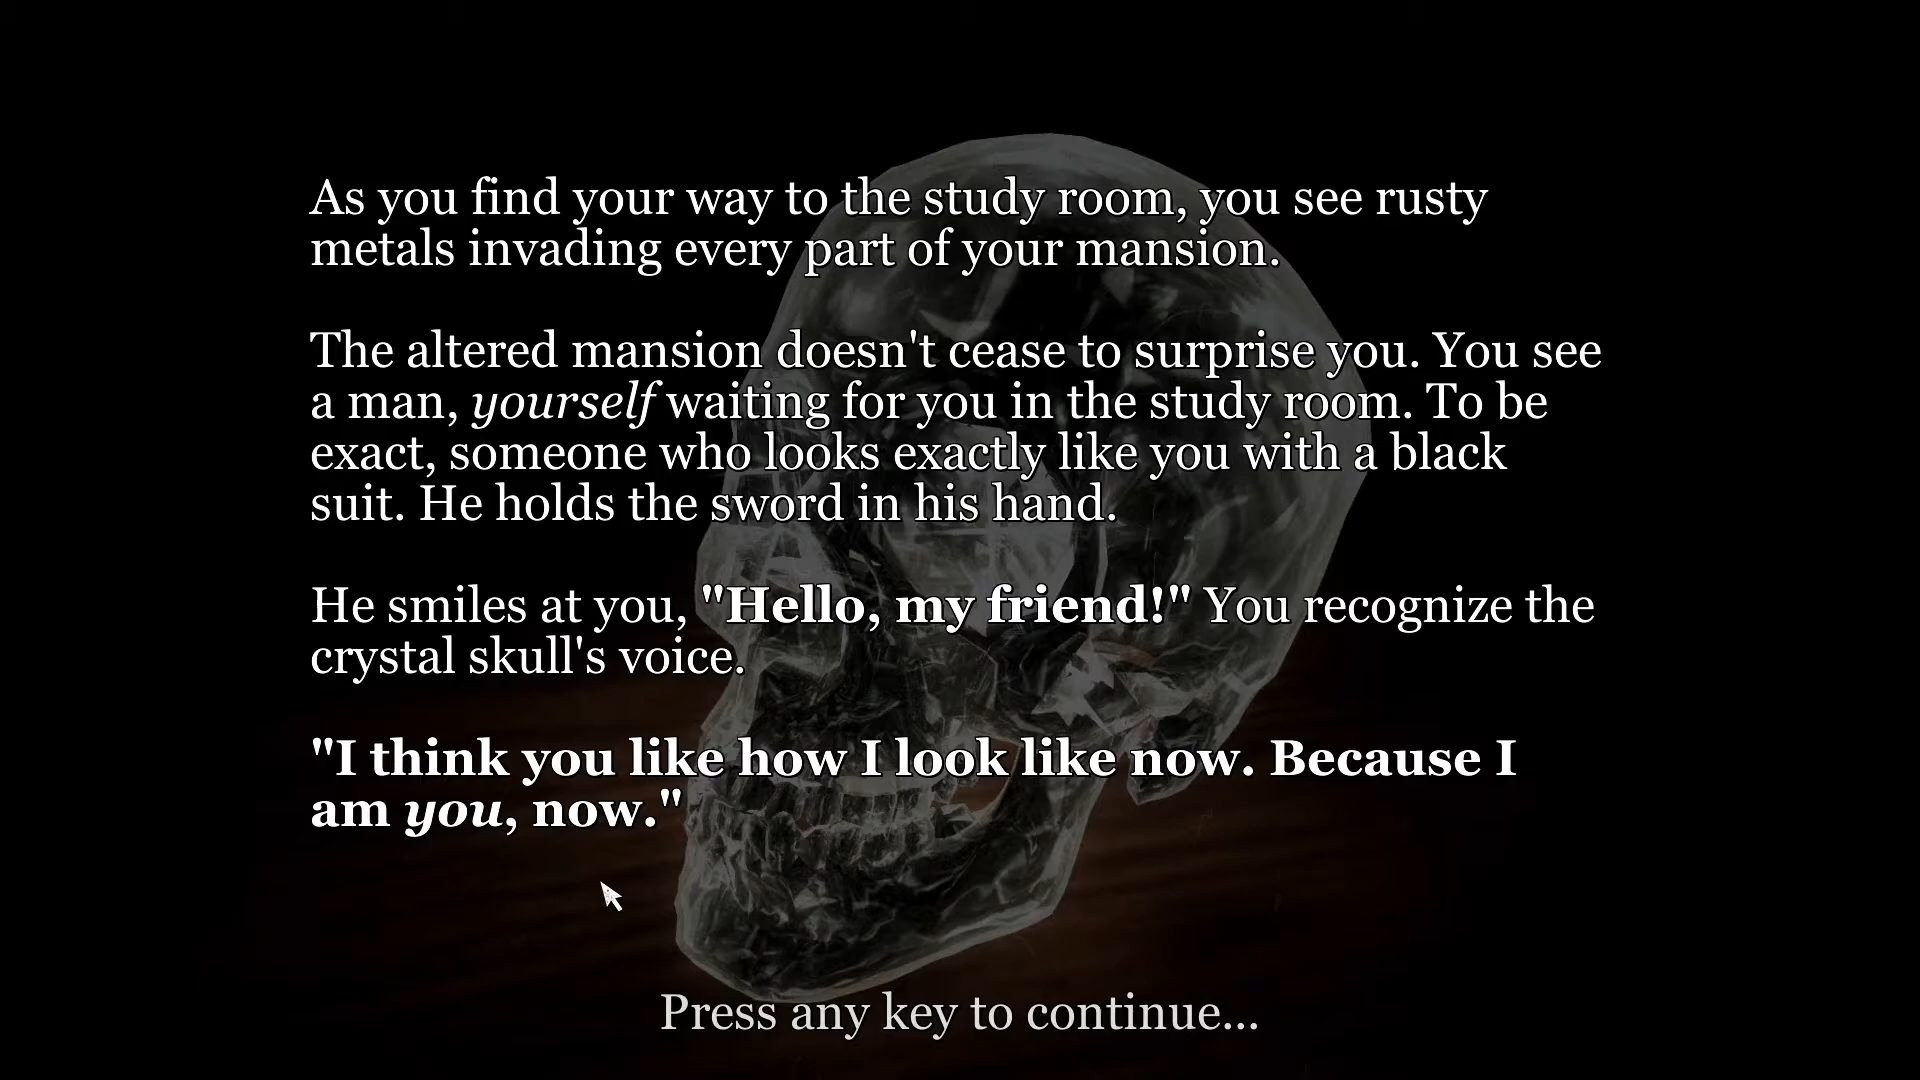 As you find your way to the study room, you see rusty
metals invading every part of your mansion.
The altered mansion doesn't cease to surprise you. You see
a man, yourself waiting for you in the study room. To be
exact, someone who looks exactly like you with a black
suit. He holds the sword in his hand.
He smiles at you, "Hello, my friend!" You recognize the
crystal skull's voice.
"I think you like how I look like now. Because I
am you, now."
Press any key to continue...